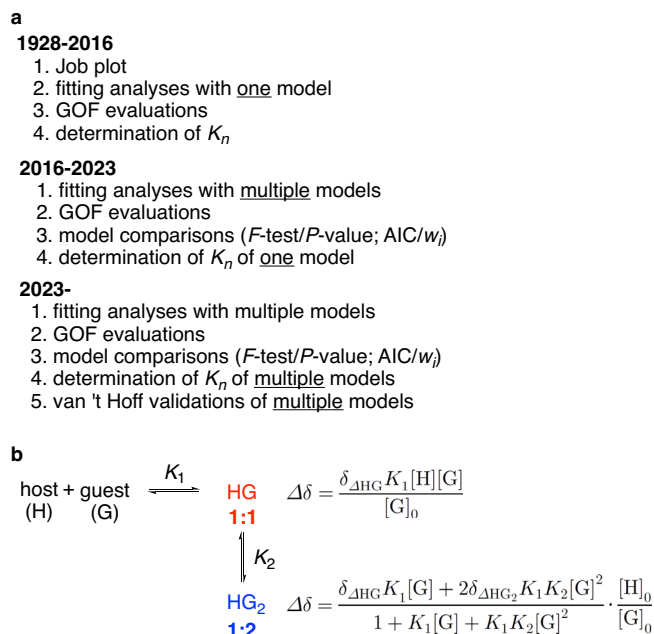 a
1928-2016
1. Job plot
2. fitting analyses with one model
3. GOF evaluations
4. determination of Kn
2016-2023
1. fitting analyses with multiple models
2. GOF evaluations
3. model comparisons (F-test/P-value; AIC/wi)
4. determination of Kn of one model
2023-
1. fitting analyses with multiple models
2. GOF evaluations
3. model comparisons (F-test/P-value; AIC/wi)
4. determination of Kn of multiple models
5. van 't Hoff validations of multiple models
b
host + guest ⇌ HG Δδ = δΔHG K1[H][G] / [G]0
K1
(H) (G) 1:1
K2
HG2 Δδ = (δΔHG K1[G] + 2δΔHG2 K1K2[G]²) / (1 + K1[G] + K1K2[G]²) · [H]0 / [G]0
1:2